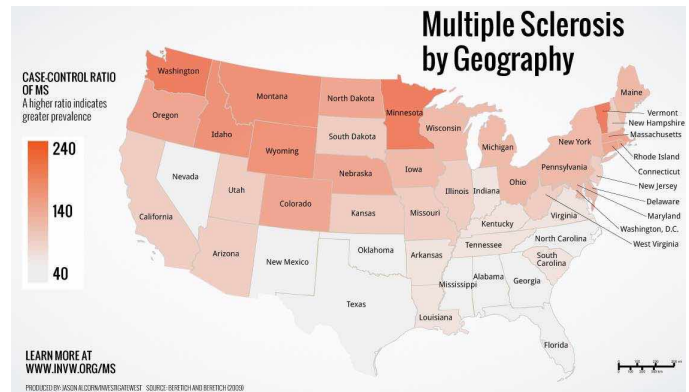 Multiple Sclerosis
by Geography
CASE-CONTROL RATIO
OF MS
A higher ratio indicates
greater prevalence
240
140
40
Washington
Oregon
Idaho
Montana
North Dakota
Minnesota
South Dakota
Wyoming
Nebraska
Nevada
Utah
Colorado
California
Arizona
New Mexico
Kansas
Oklahoma
Texas
Wisconsin
Michigan
Iowa
Illinois
Indiana
Ohio
Missouri
Kentucky
Tennessee
Arkansas
Louisiana
Mississippi
Alabama
Georgia
Florida
South
Carolina
North Carolina
Virginia
Pennsylvania
New York
Maine
Vermont
New Hampshire
Massachusetts
Rhode Island
Connecticut
New Jersey
Delaware
Maryland
Washington, D.C.
West Virginia
LEARN MORE AT
WWW.INVW.ORG/MS
PRODUCED BY: JASON ALCORN/INVESTIGATEWEST SOURCE: BERETICH AND BERETICH (2009)